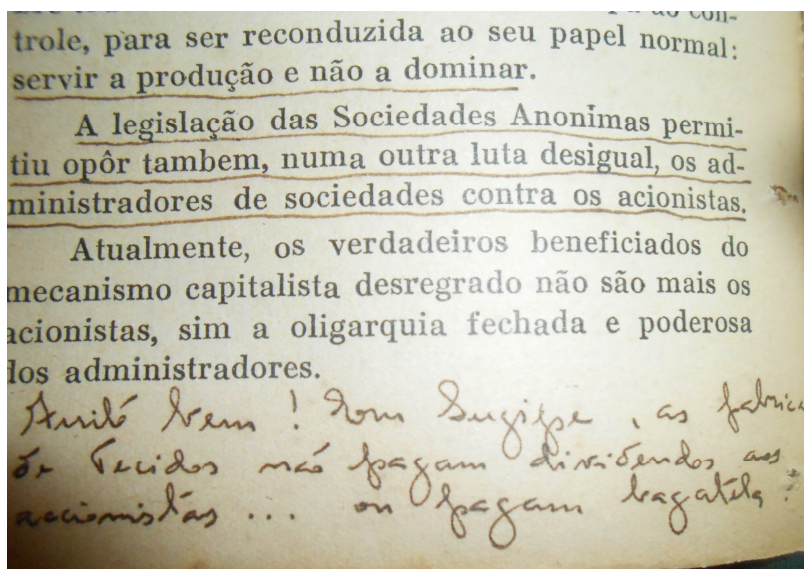 trole, para ser reconduzida ao seu papel normal:
servir a produção e não a dominar.
A legislação das Sociedades Anonimas permi-
tiu opôr tambem, numa outra luta desigual, os ad-
ministradores de sociedades contra os acionistas.
Atualmente, os verdadeiros beneficiados do
mecanismo capitalista desregrado não são mais os
acionistas, sim a oligarquia fechada e poderosa
dos administradores.
Muitó bem! Em Sergipe, as fabrica
de tecidos não pagam dividendos aos
accionistas... ou pagam bagatela.